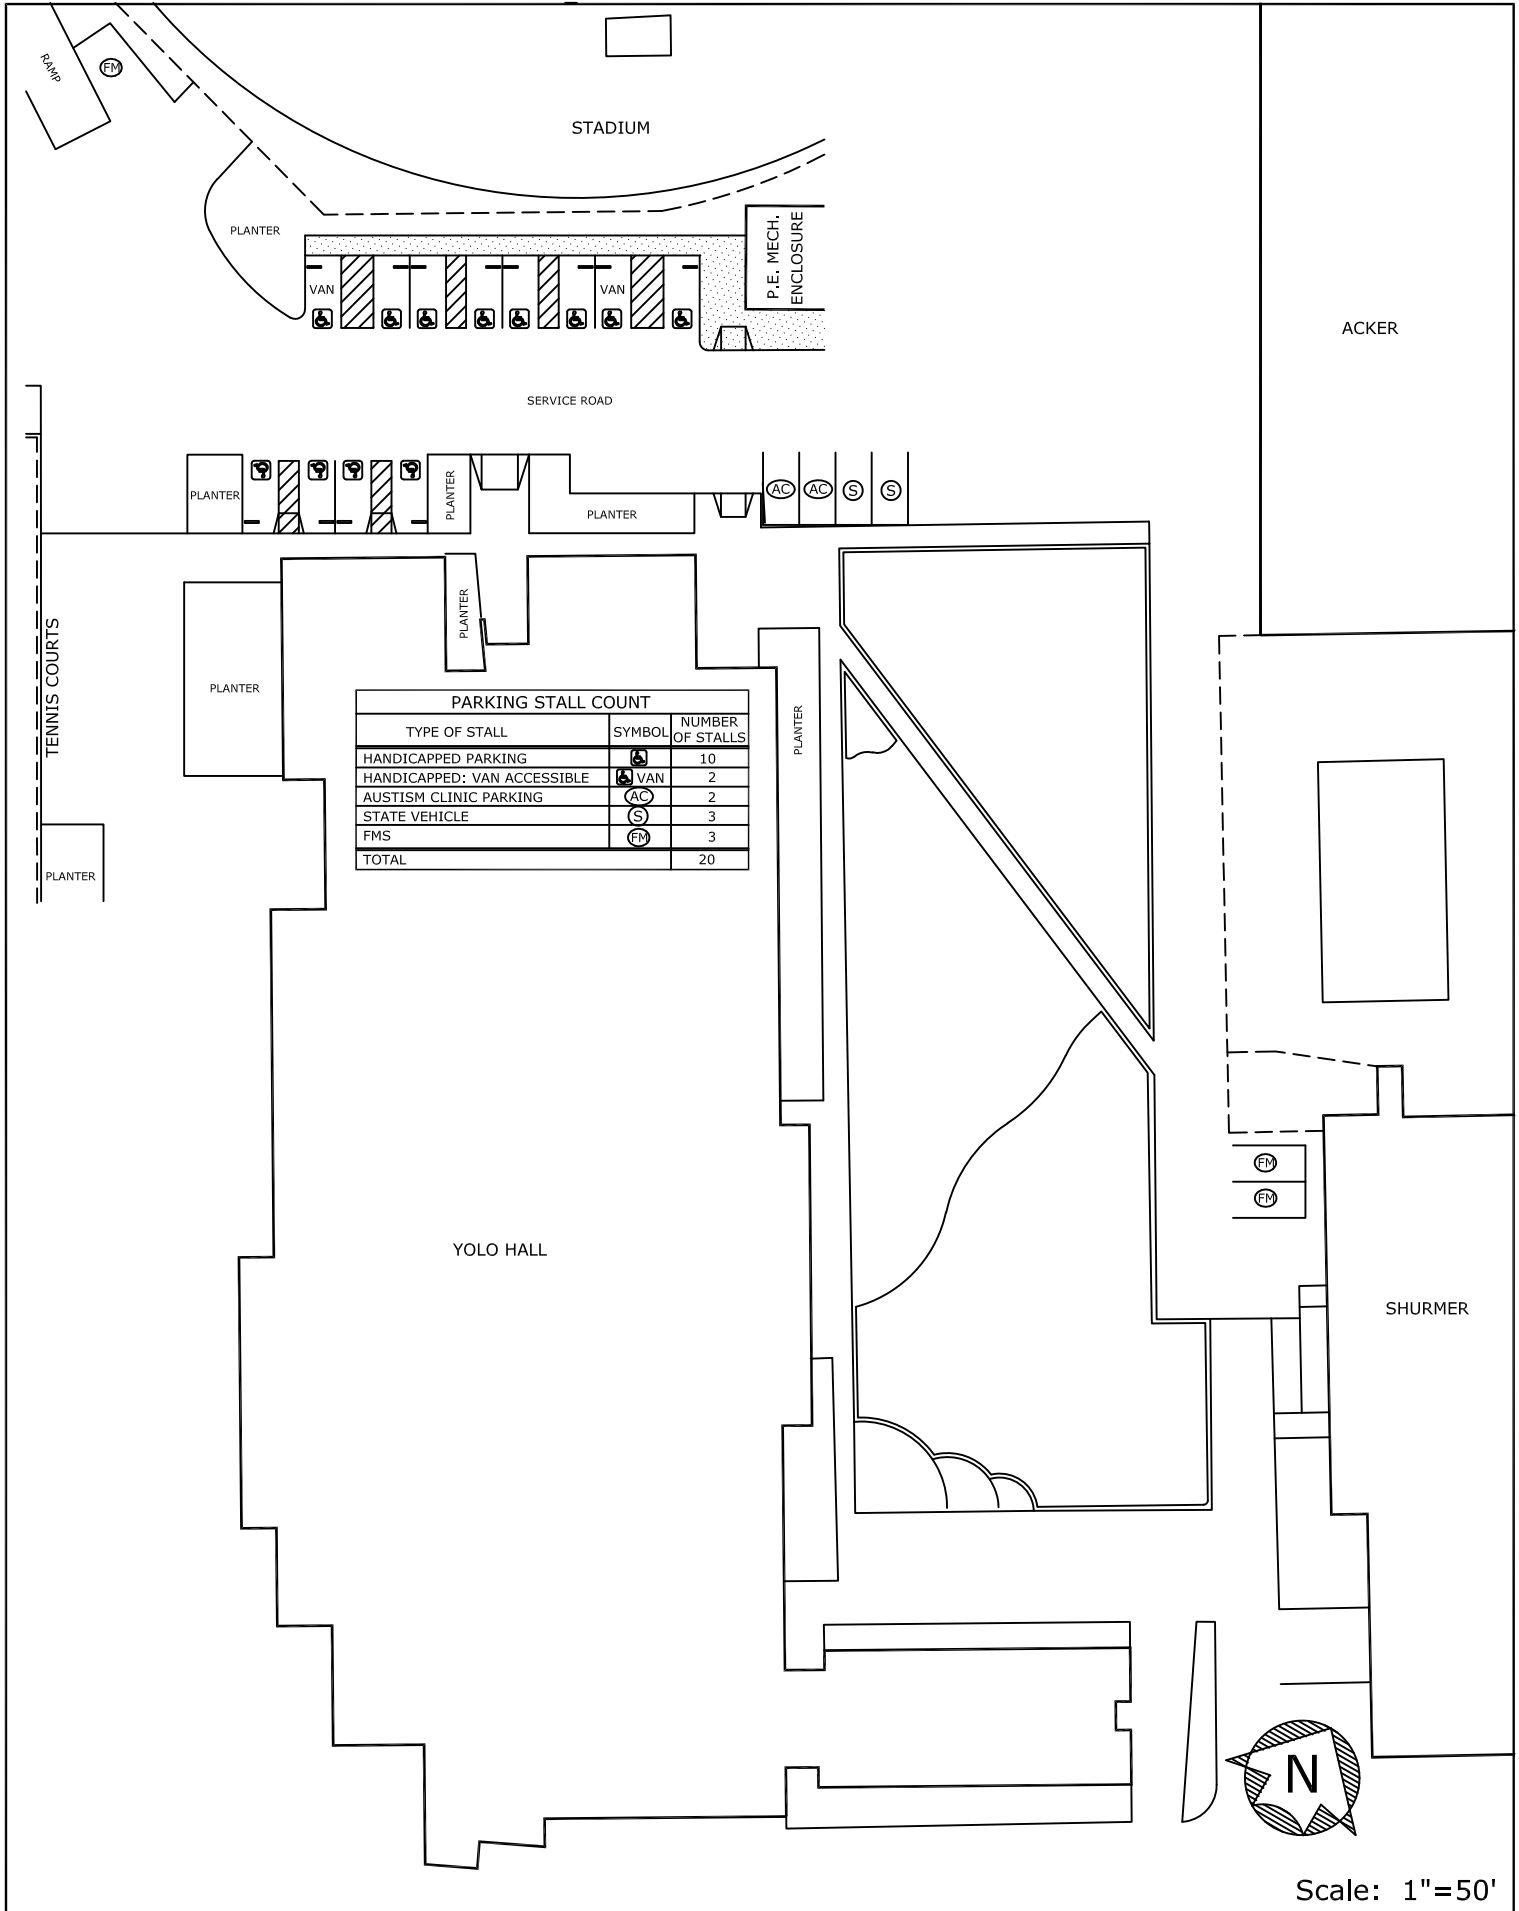 RAMP
FM
STADIUM
PLANTER
P.E. MECH.
ENCLOSURE
VAN
VAN
ACKER
SERVICE ROAD
PLANTER
PLANTER
PLANTER
AC
AC
S
S
TENNIS COURTS
PLANTER
PLANTER
PLANTER
PARKING STALL COUNT
TYPE OF STALL SYMBOL NUMBER OF STALLS
HANDICAPPED PARKING 10
HANDICAPPED: VAN ACCESSIBLE VAN 2
AUSTISM CLINIC PARKING AC 2
STATE VEHICLE S 3
FMS FM 3
TOTAL 20
PLANTER
FM
FM
YOLO HALL
SHURMER
N
Scale: 1"=50'